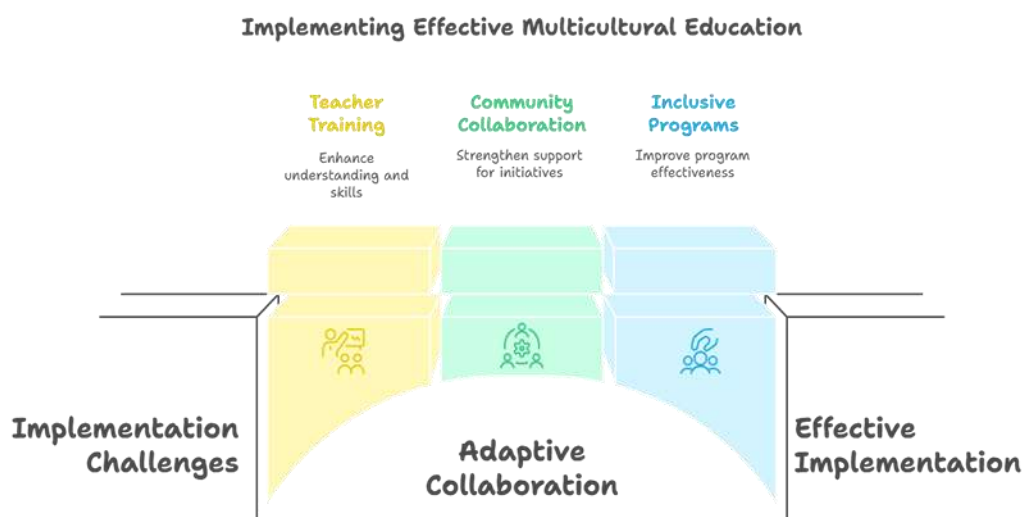 Implementing Effective Multicultural Education
Teacher
Training
Enhance
understanding and
skills
Community
Collaboration
Strengthen support
for initiatives
Inclusive
Programs
Improve program
effectiveness
Implementation
Challenges
Adaptive
Collaboration
Effective
Implementation